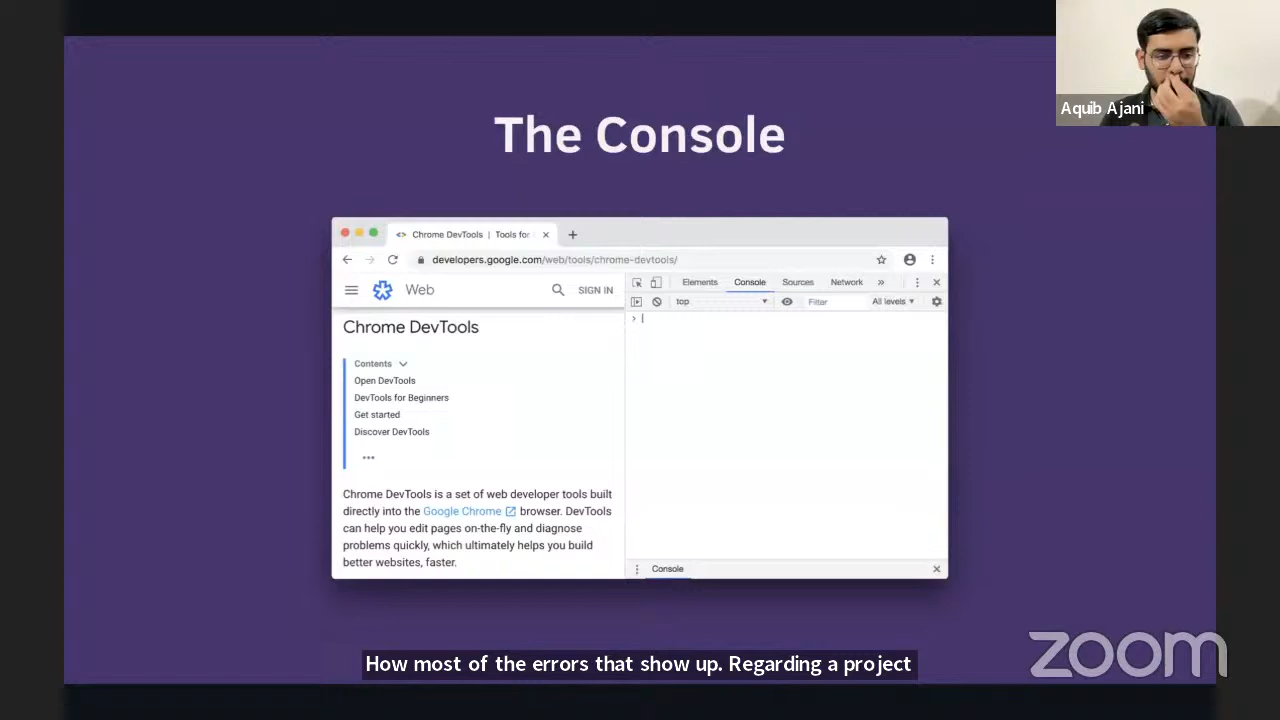 Aquib Ajani
The Console
Chrome DevTools | Tools for
developers.google.com/web/tools/chrome-devtools/
Web
SIGN IN
Elements Console Sources Network »
top Filter All levels
Chrome DevTools
Contents
Open DevTools
DevTools for Beginners
Get started
Discover DevTools
•••
Chrome DevTools is a set of web developer tools built
directly into the Google Chrome browser. DevTools
can help you edit pages on-the-fly and diagnose
problems quickly, which ultimately helps you build
better websites, faster.
Console
How most of the errors that show up. Regarding a project
zoom